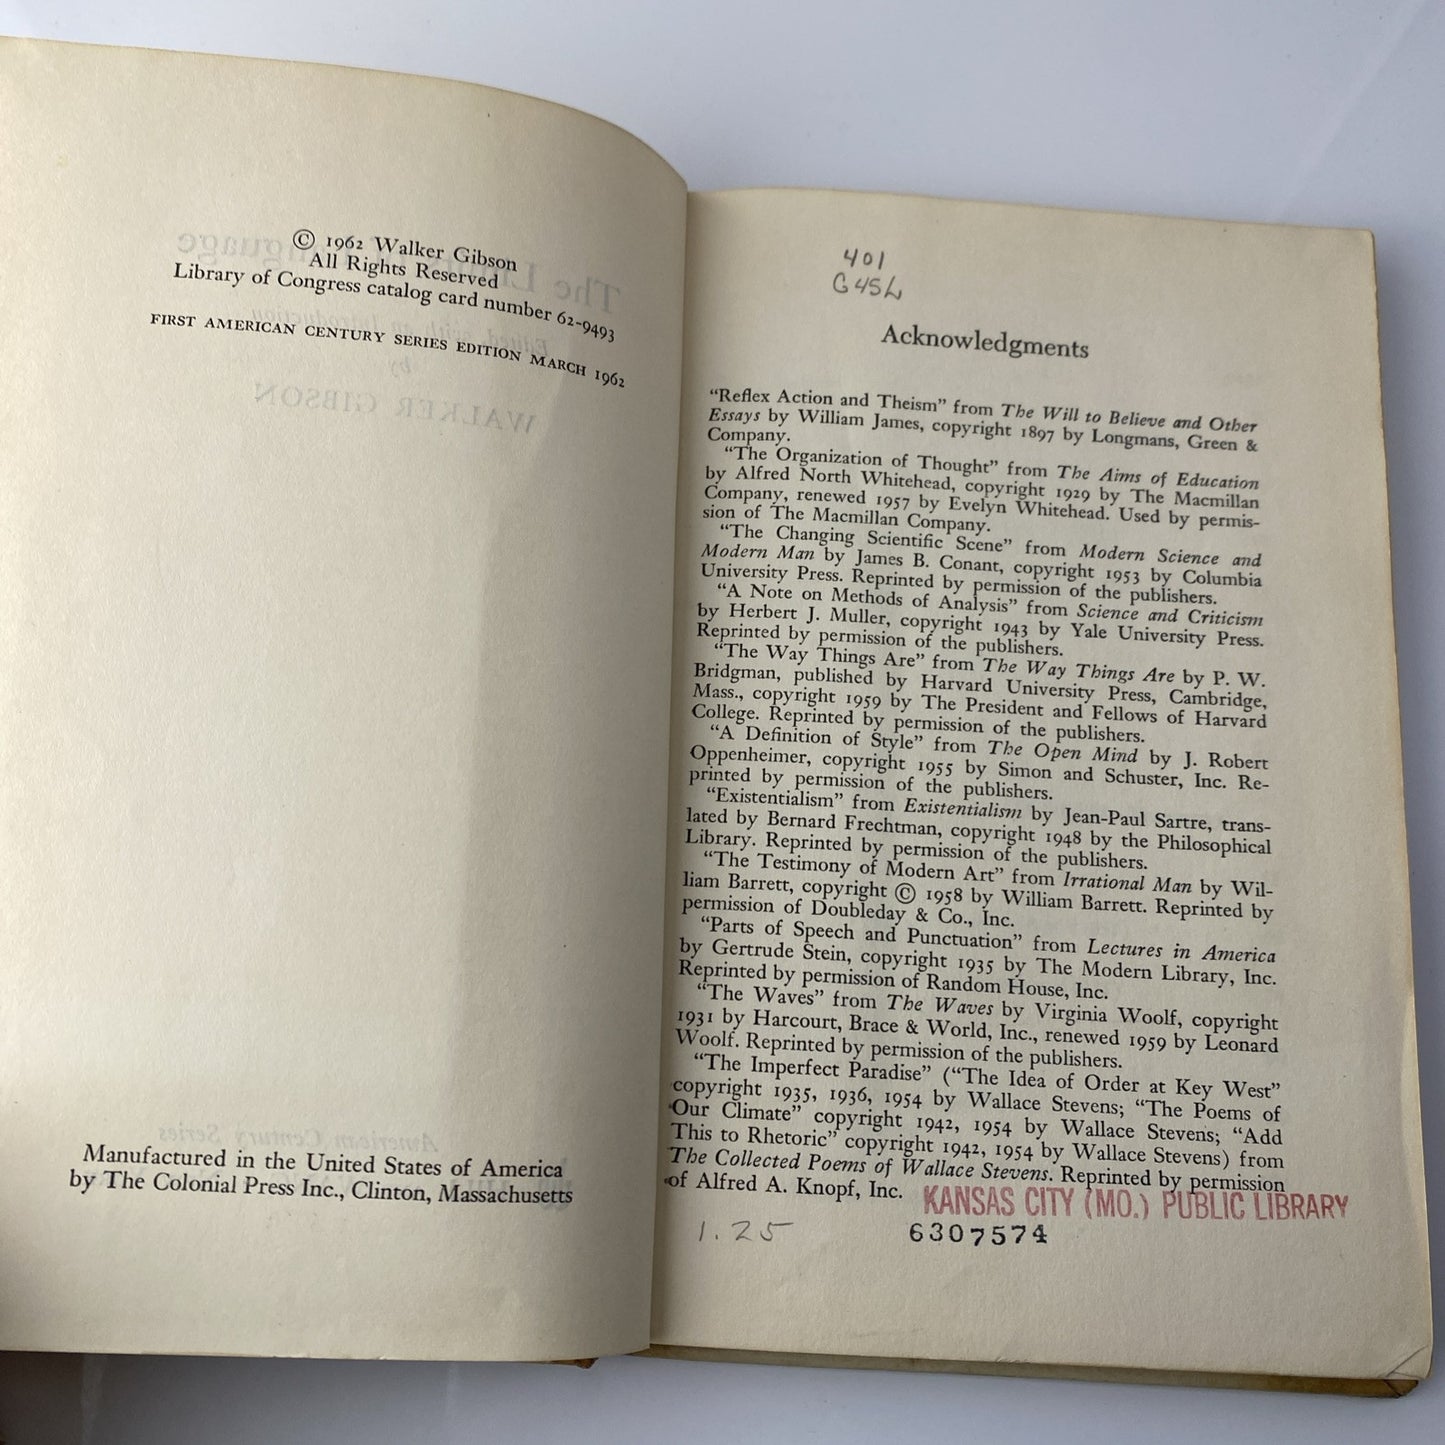 © 1962 Walker Gibson
All Rights Reserved
Library of Congress catalog card number 62-9493
FIRST AMERICAN CENTURY SERIES EDITION MARCH 1962
Manufactured in the United States of America
by The Colonial Press Inc., Clinton, Massachusetts
401
G45L
Acknowledgments
“Reflex Action and Theism” from The Will to Believe and Other
Essays by William James, copyright 1897 by Longmans, Green &
Company.
“The Organization of Thought” from The Aims of Education
by Alfred North Whitehead, copyright 1929 by The Macmillan
Company, renewed 1957 by Evelyn Whitehead. Used by permis-
sion of The Macmillan Company.
“The Changing Scientific Scene” from Modern Science and
Modern Man by James B. Conant, copyright 1953 by Columbia
University Press. Reprinted by permission of the publishers.
“A Note on Methods of Analysis” from Science and Criticism
by Herbert J. Muller, copyright 1943 by Yale University Press.
Reprinted by permission of the publishers.
“The Way Things Are” from The Way Things Are by P. W.
Bridgman, published by Harvard University Press, Cambridge,
Mass., copyright 1959 by The President and Fellows of Harvard
College. Reprinted by permission of the publishers.
“A Definition of Style” from The Open Mind by J. Robert
Oppenheimer, copyright 1955 by Simon and Schuster, Inc. Re-
printed by permission of the publishers.
“Existentialism” from Existentialism by Jean-Paul Sartre, trans-
lated by Bernard Frechtman, copyright 1948 by the Philosophical
Library. Reprinted by permission of the publishers.
“The Testimony of Modern Art” from Irrational Man by Wil-
liam Barrett, copyright © 1958 by William Barrett. Reprinted by
permission of Doubleday & Co., Inc.
“Parts of Speech and Punctuation” from Lectures in America
by Gertrude Stein, copyright 1935 by The Modern Library, Inc.
Reprinted by permission of Random House, Inc.
“The Waves” from The Waves by Virginia Woolf, copyright
1931 by Harcourt, Brace & World, Inc., renewed 1959 by Leonard
Woolf. Reprinted by permission of the publishers.
“The Imperfect Paradise” (“The Idea of Order at Key West”
copyright 1935, 1936, 1954 by Wallace Stevens; “The Poems of
Our Climate” copyright 1942, 1954 by Wallace Stevens; “Add
This to Rhetoric” copyright 1942, 1954 by Wallace Stevens) from
The Collected Poems of Wallace Stevens. Reprinted by permission
of Alfred A. Knopf, Inc.
KANSAS CITY (MO.) PUBLIC LIBRARY
1.25
6307574